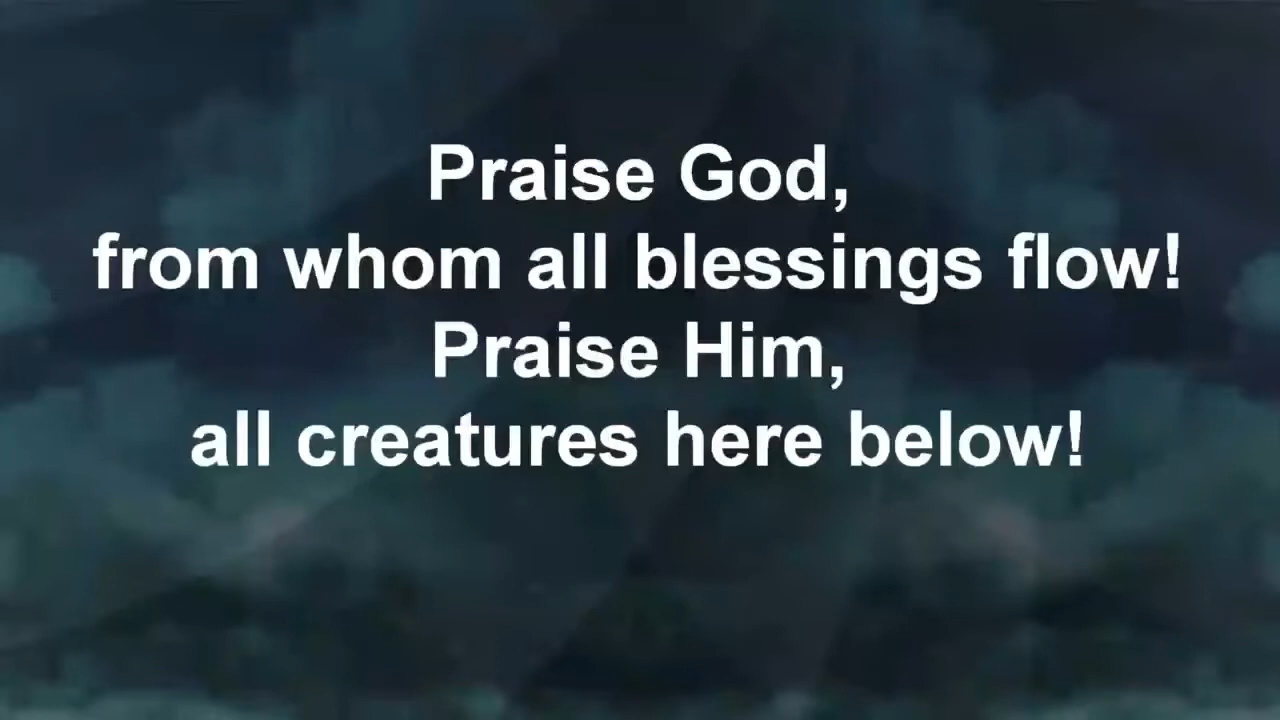 Praise God,
from whom all blessings flow!
Praise Him,
all creatures here below!